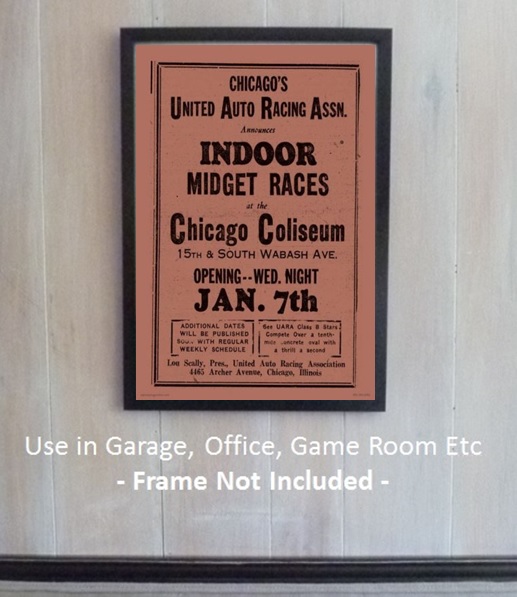 CHICAGO'S
UNITED AUTO RACING ASSN.
Announces
INDOOR
MIDGET RACES
at the
Chicago Coliseum
15TH & SOUTH WABASH AVE.
OPENING--WED. NIGHT
JAN. 7th
ADDITIONAL DATES
WILL BE PUBLISHED
SOON WITH REGULAR
WEEKLY SCHEDULE
See UARA Class B Stars
Compete Over a tenth-
mile concrete oval with
a thrill a second
Lou Scally, Pres., United Auto Racing Association
4465 Archer Avenue, Chicago, Illinois
Use in Garage, Office, Game Room Etc
- Frame Not Included -